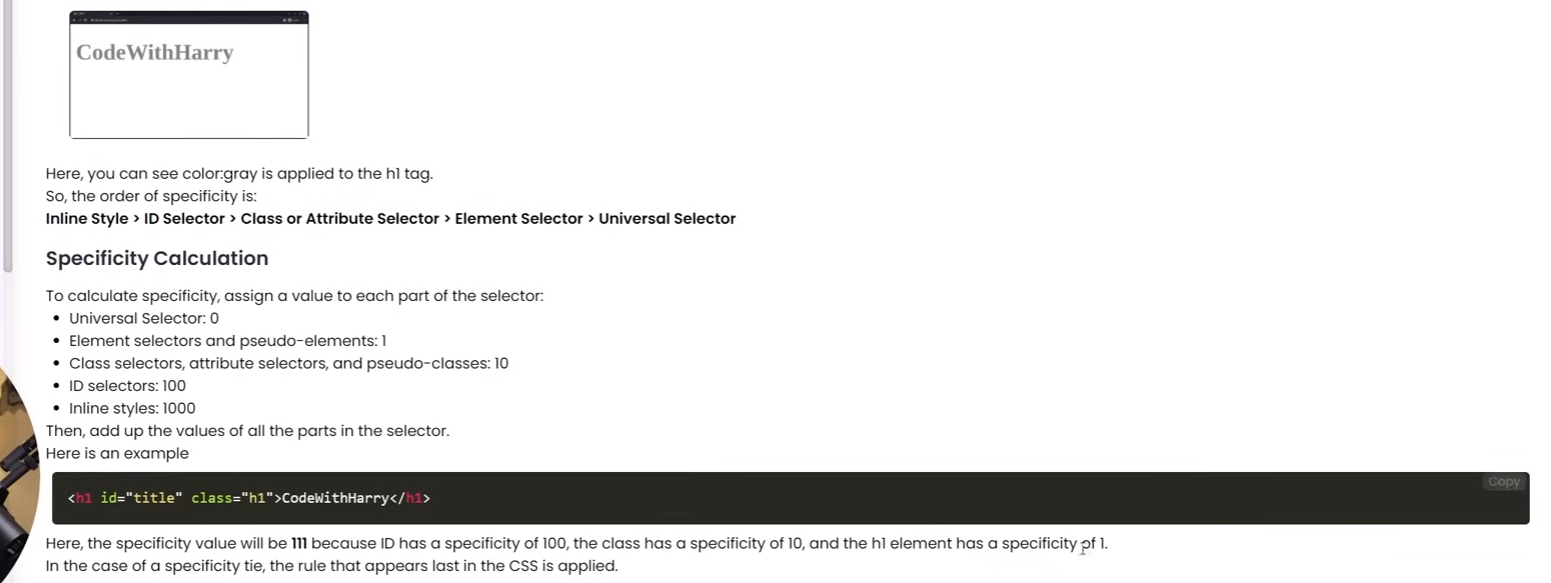 CodeWithHarry
Here, you can see color:gray is applied to the h1 tag.
So, the order of specificity is:
Inline Style > ID Selector > Class or Attribute Selector > Element Selector > Universal Selector
Specificity Calculation
To calculate specificity, assign a value to each part of the selector:
• Universal Selector: 0
• Element selectors and pseudo-elements: 1
• Class selectors, attribute selectors, and pseudo-classes: 10
• ID selectors: 100
• Inline styles: 1000
Then, add up the values of all the parts in the selector.
Here is an example
Copy
<h1 id="title" class="h1">CodeWithHarry</h1>
Here, the specificity value will be 111 because ID has a specificity of 100, the class has a specificity of 10, and the h1 element has a specificity of 1.
In the case of a specificity tie, the rule that appears last in the CSS is applied.